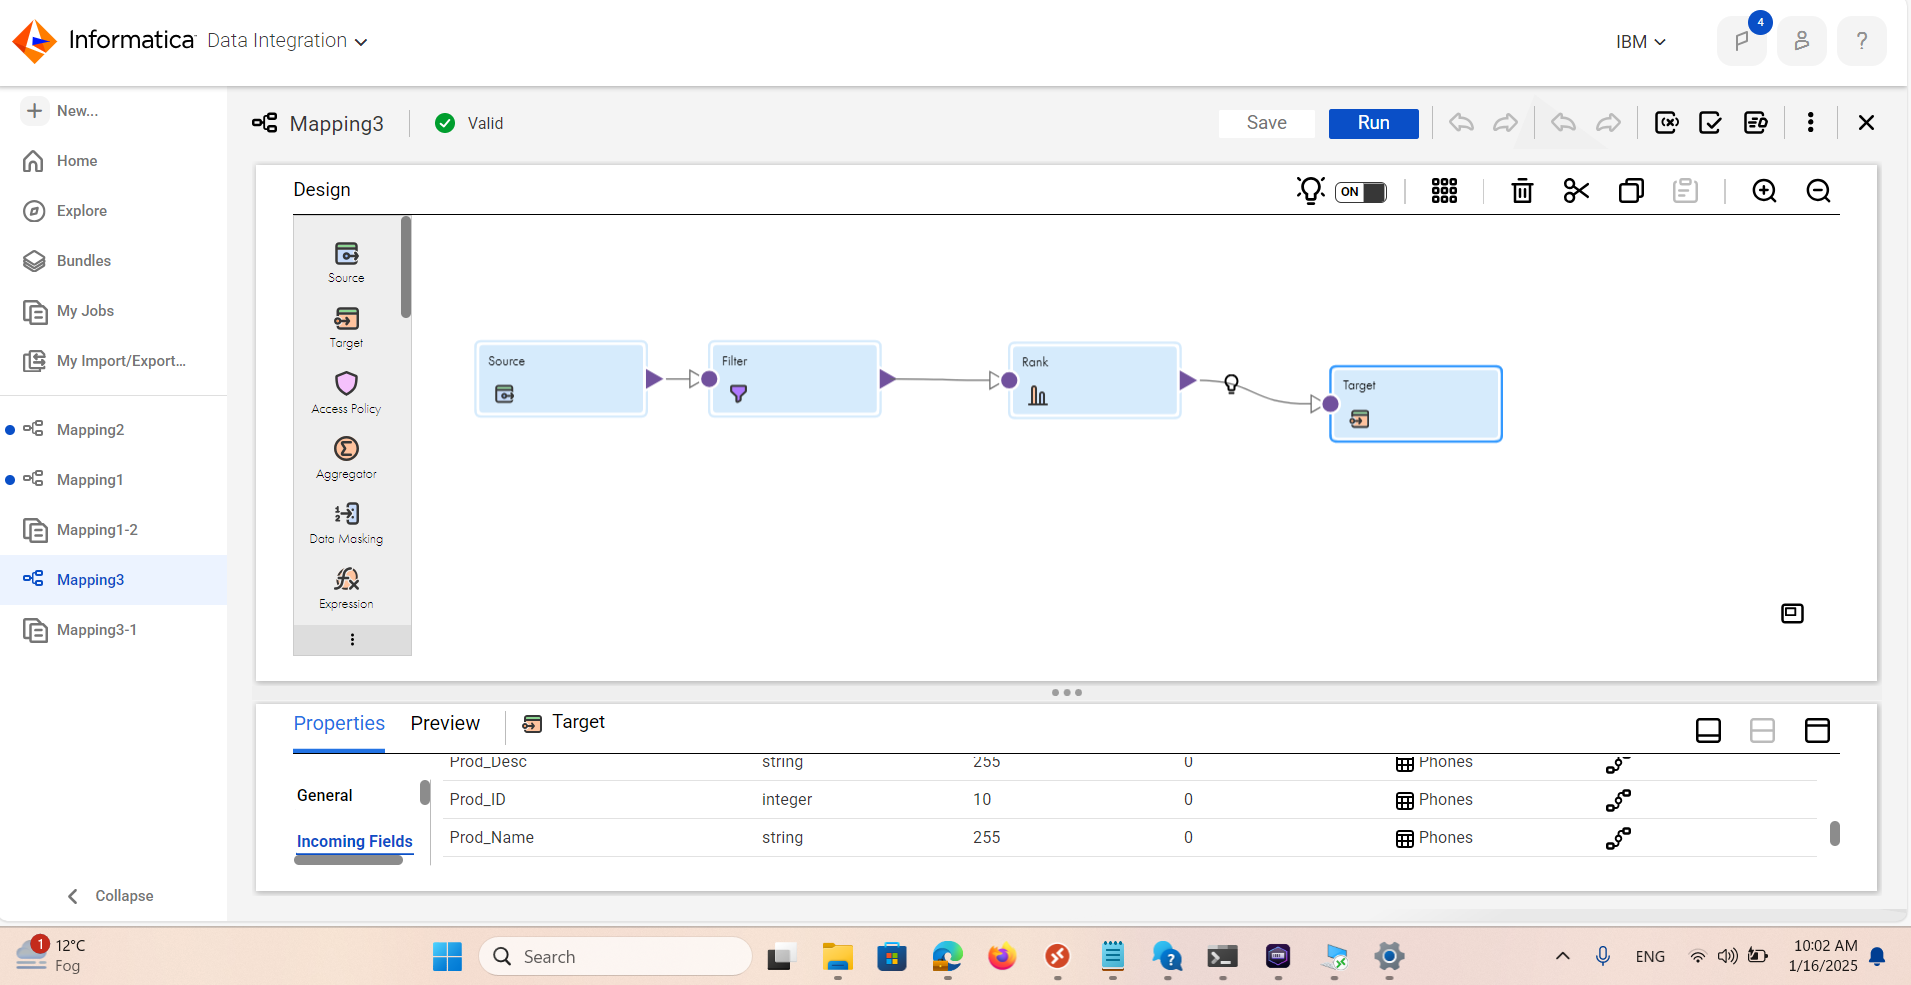 Informatica Data Integration
IBM
4
?
New...
Home
Explore
Bundles
My Jobs
My Import/Export...
Mapping2
Mapping1
Mapping1-2
Mapping3
Mapping3-1
Collapse
Mapping3
Valid
Save
Run
Design
ON
Source
Target
Access Policy
Aggregator
Data Masking
Expression
Source
Filter
Rank
Target
Properties
Preview
Target
General
Incoming Fields
Prod_Desc string 255 0 Phones
Prod_ID integer 10 0 Phones
Prod_Name string 255 0 Phones
1
12°C
Fog
Search
ENG
10:02 AM
1/16/2025